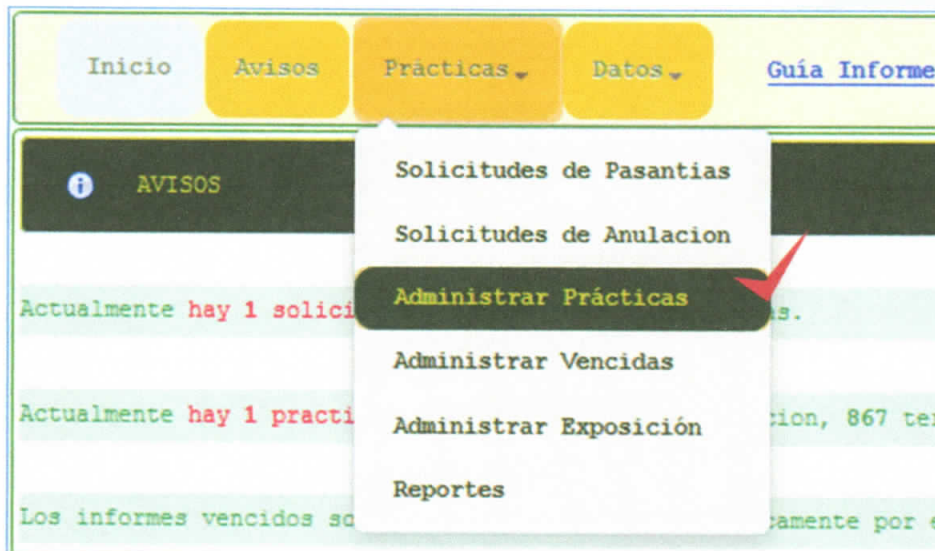 Inicio Avisos Prácticas Datos Guía Informe
AVISOS
Solicitudes de Pasantias
Solicitudes de Anulacion
Administrar Prácticas
Administrar Vencidas
Administrar Exposición
Reportes
Actualmente hay 1 solici
Actualmente hay 1 practi cion, 867 te
Los informes vencidos so camente por e